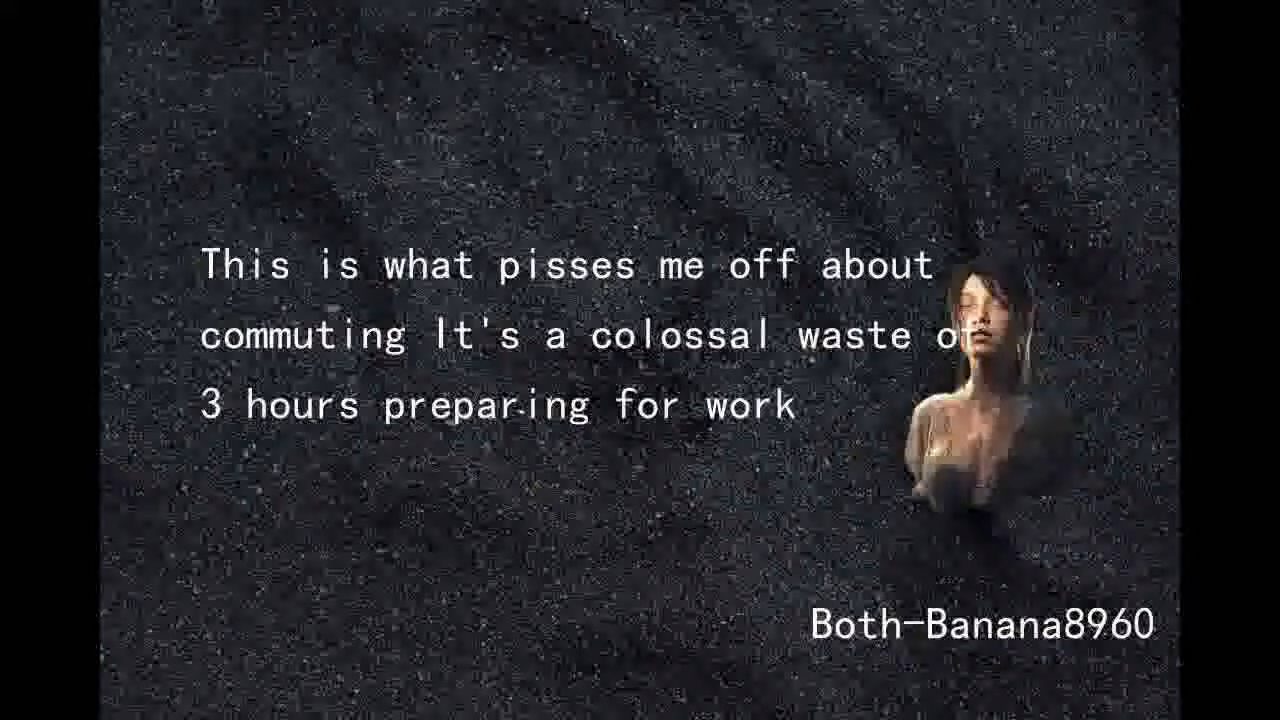 This is what pisses me off about
commuting It's a colossal waste of
3 hours preparing for work
Both-Banana8960